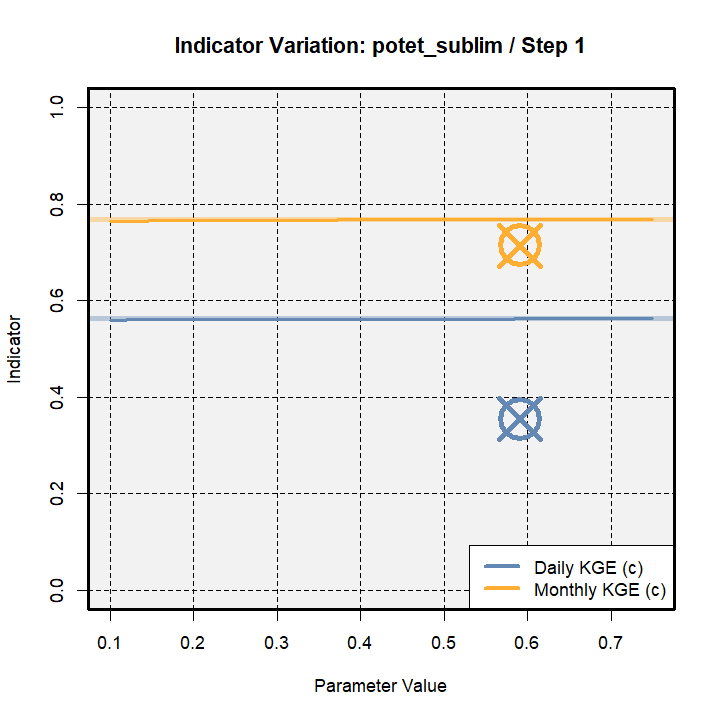 Indicator Variation: potet_sublim / Step 1
Indicator
1.0
0.8
0.6
0.4
0.2
0.0
0.1 0.2 0.3 0.4 0.5 0.6 0.7
Parameter Value
Daily KGE (c)
Monthly KGE (c)